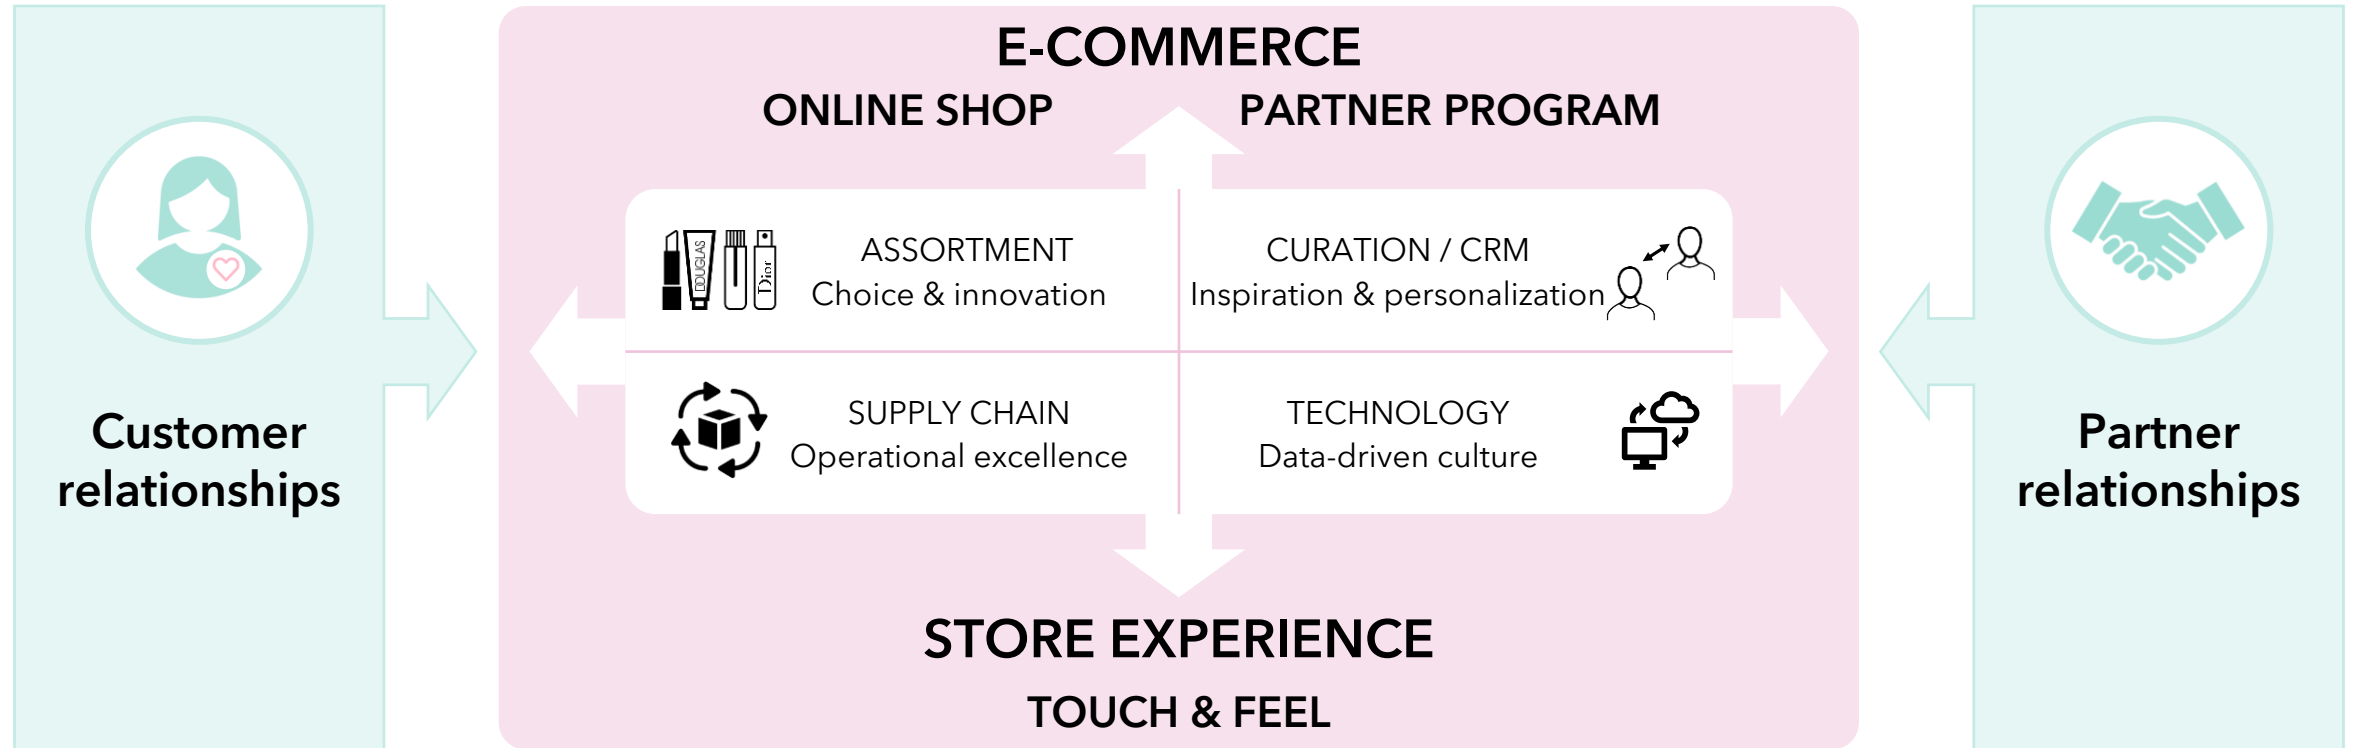 E-COMMERCE
ONLINE SHOP
PARTNER PROGRAM
DOUGLAS
Dior
ASSORTMENT
Choice & innovation
CURATION / CRM
Inspiration & personalization
SUPPLY CHAIN
Operational excellence
TECHNOLOGY
Data-driven culture
STORE EXPERIENCE
TOUCH & FEEL
Customer
relationships
Partner
relationships